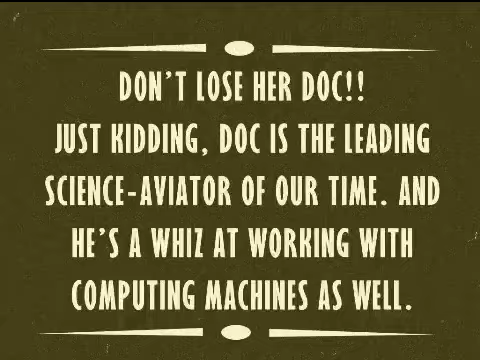 DON'T LOSE HER DOC!!
JUST KIDDING, DOC IS THE LEADING
SCIENCE-AVIATOR OF OUR TIME. AND
HE'S A WHIZ AT WORKING WITH
COMPUTING MACHINES AS WELL.